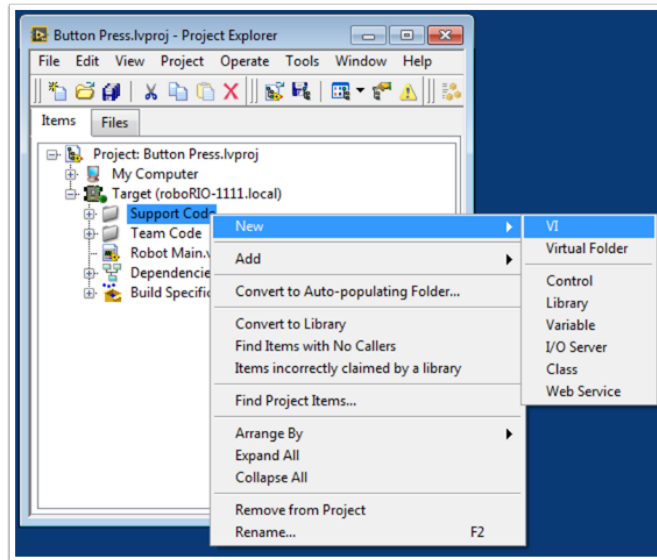 Button Press.lvproj - Project Explorer
File Edit View Project Operate Tools Window Help
Items Files
Project: Button Press.lvproj
My Computer
Target (roboRIO-1111.local)
Support Code
Team Code
Robot Main.v
Dependencie
Build Specific
New
Add
Convert to Auto-populating Folder...
Convert to Library
Find Items with No Callers
Items incorrectly claimed by a library
Find Project Items...
Arrange By
Expand All
Collapse All
Remove from Project
Rename... F2
VI
Virtual Folder
Control
Library
Variable
I/O Server
Class
Web Service